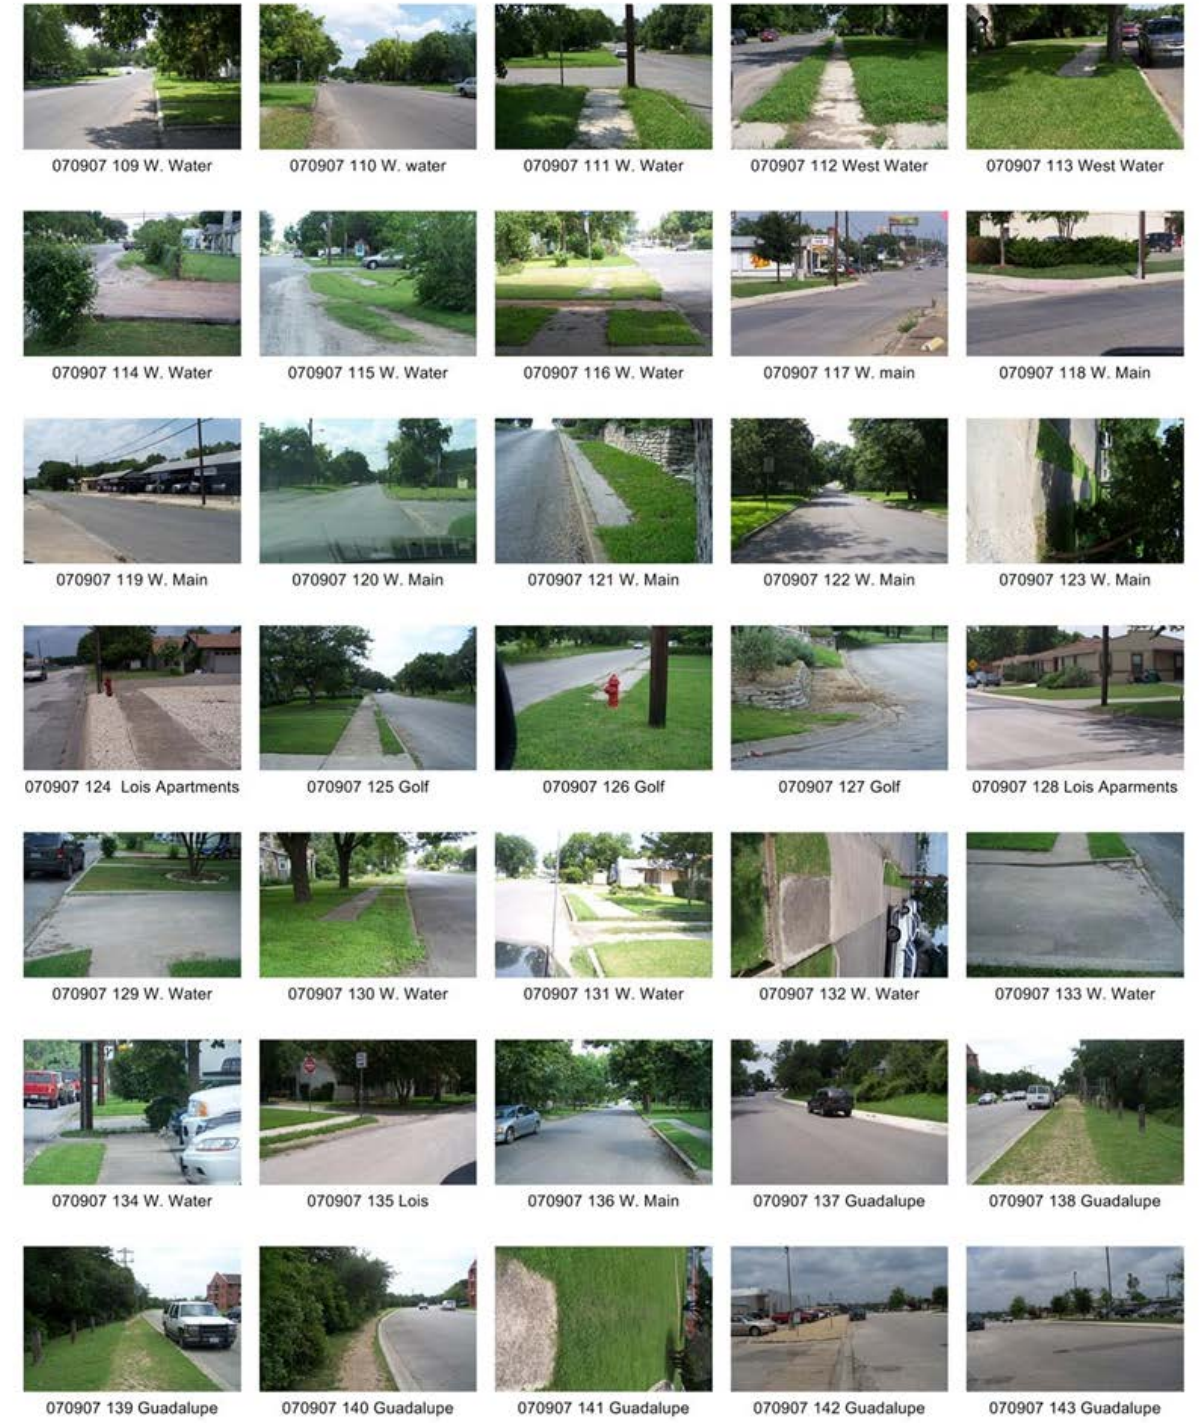 070907 109 W. Water
070907 110 W. water
070907 111 W. Water
070907 112 West Water
070907 113 West Water
070907 114 W. Water
070907 115 W. Water
070907 116 W. Water
070907 117 W. main
070907 118 W. Main
070907 119 W. Main
070907 120 W. Main
070907 121 W. Main
070907 122 W. Main
070907 123 W. Main
070907 124  Lois Apartments
070907 125 Golf
070907 126 Golf
070907 127 Golf
070907 128 Lois Aparments
070907 129 W. Water
070907 130 W. Water
070907 131 W. Water
070907 132 W. Water
070907 133 W. Water
070907 134 W. Water
070907 135 Lois
070907 136 W. Main
070907 137 Guadalupe
070907 138 Guadalupe
070907 139 Guadalupe
070907 140 Guadalupe
070907 141 Guadalupe
070907 142 Guadalupe
070907 143 Guadalupe